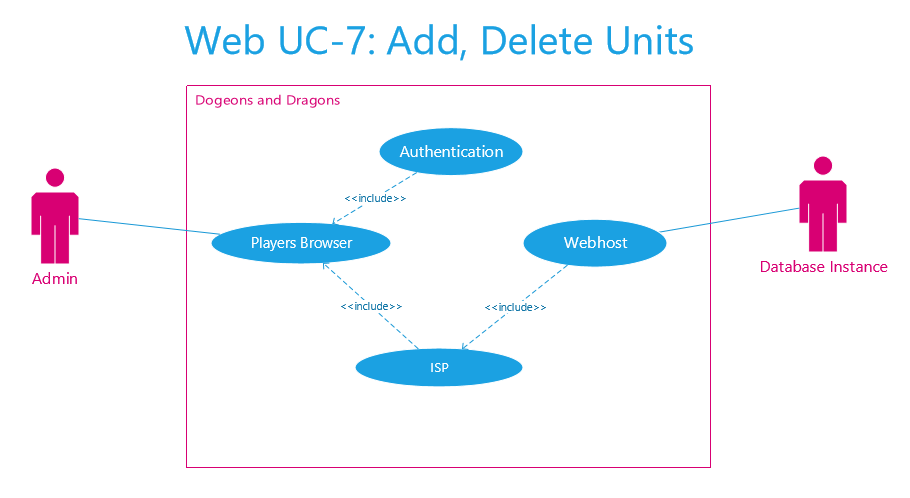 Web UC-7: Add, Delete Units
Dogeons and Dragons
Authentication
<<include>>
Players Browser
Webhost
Admin
Database Instance
<<include>>
<<include>>
ISP